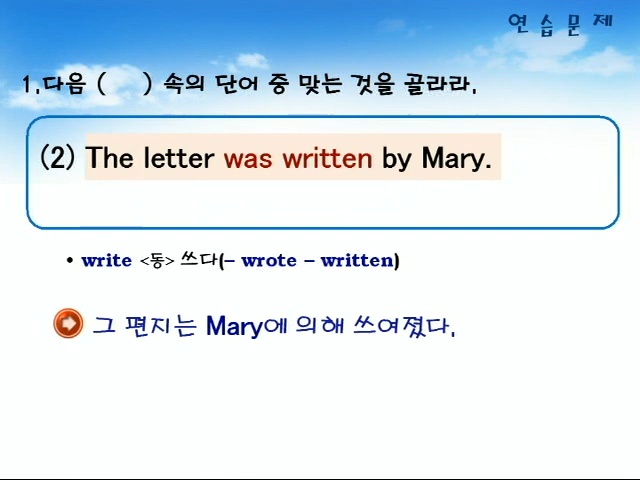 연 습 문 제
1.다음 (    ) 속의 단어 중 맞는 것을 골라라.
(2) The letter was written by Mary.
• write <동> 쓰다(– wrote – written)
그 편지는 Mary에 의해 쓰여졌다.